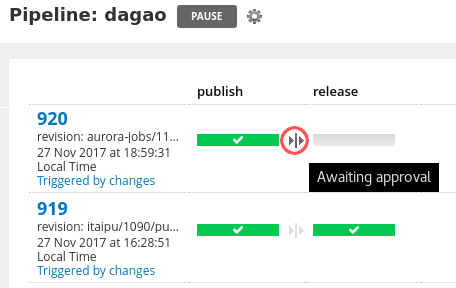 Pipeline: dagao PAUSE
publish release
920
revision: aurora-jobs/11...
27 Nov 2017 at 18:59:31
Local Time
Triggered by changes
Awaiting approval
919
revision: itaipu/1090/pu...
27 Nov 2017 at 16:28:51
Local Time
Triggered by changes